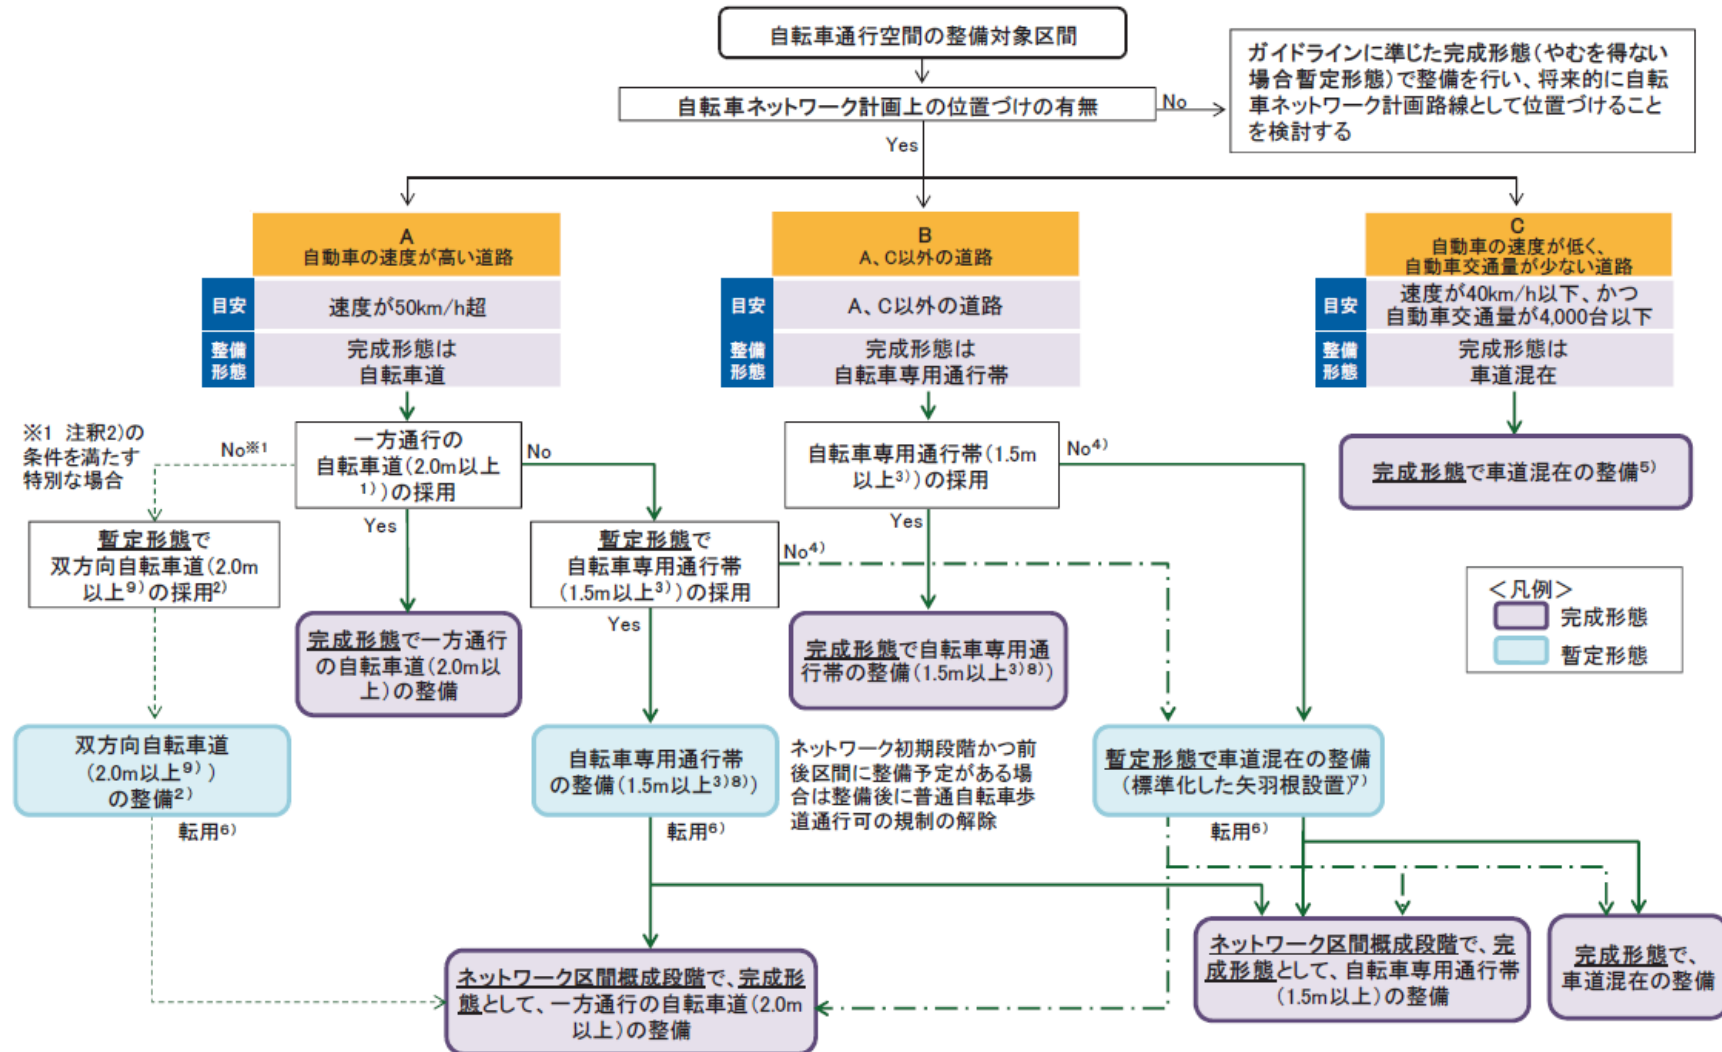 自転車通行空間の整備対象区間
自転車ネットワーク計画上の位置づけの有無
No
ガイドラインに準じた完成形態(やむを得ない
場合暫定形態)で整備を行い、将来的に自転
車ネットワーク計画路線として位置づけること
を検討する
Yes
A
自動車の速度が高い道路
目安
速度が50km/h超
整備
形態
完成形態は
自転車道
B
A、C以外の道路
目安
A、C以外の道路
整備
形態
完成形態は
自転車専用通行帯
C
自動車の速度が低く、
自動車交通量が少ない道路
目安
速度が40km/h以下、かつ
自動車交通量が4,000台以下
整備
形態
完成形態は
車道混在
※1 注釈2)の
条件を満たす
特別な場合
No※1
一方通行の
自転車道(2.0m以上
1))の採用
No
Yes
自転車専用通行帯(1.5m
以上3))の採用
No4)
Yes
完成形態で車道混在の整備5)
暫定形態で
双方向自転車道(2.0m
以上9)の採用2)
暫定形態で
自転車専用通行帯
(1.5m以上3))の採用
No4)
Yes
完成形態で一方通行
の自転車道(2.0m以
上)の整備
完成形態で自転車専用通
行帯の整備(1.5m以上3)8))
<凡例>
完成形態
暫定形態
双方向自転車道
(2.0m以上9))
の整備2)
転用6)
自転車専用通行帯
の整備(1.5m以上3)8))
転用6)
ネットワーク初期段階かつ前
後区間に整備予定がある場
合は整備後に普通自転車歩
道通行可の規制の解除
暫定形態で車道混在の整備
(標準化した矢羽根設置)7)
転用6)
ネットワーク区間概成段階で、完成形
態として、一方通行の自転車道(2.0m
以上)の整備
ネットワーク区間概成段階で、完
成形態として、自転車専用通行帯
(1.5m以上)の整備
完成形態で、
車道混在の整備